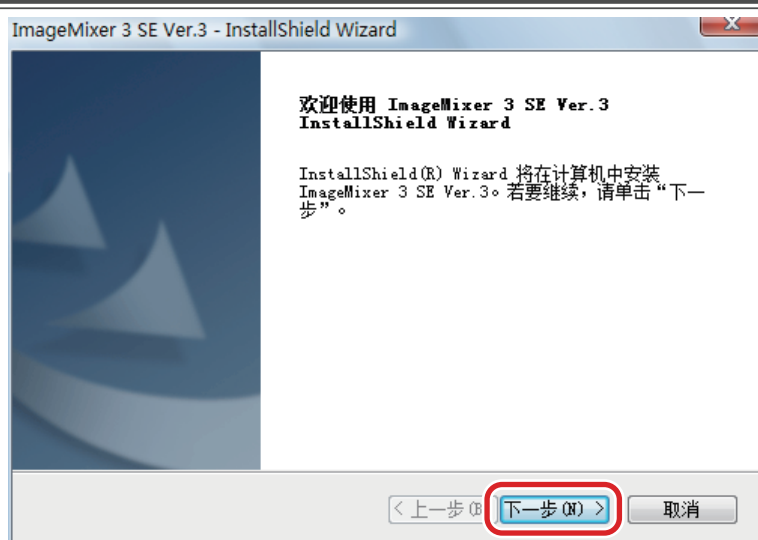 ImageMixer 3 SE Ver.3 - InstallShield Wizard
欢迎使用 ImageMixer 3 SE Ver.3
InstallShield Wizard
InstallShield(R) Wizard 将在计算机中安装
ImageMixer 3 SE Ver.3。若要继续，请单击“下一
步”。
< 上一步(B 下一步(N) > 取消